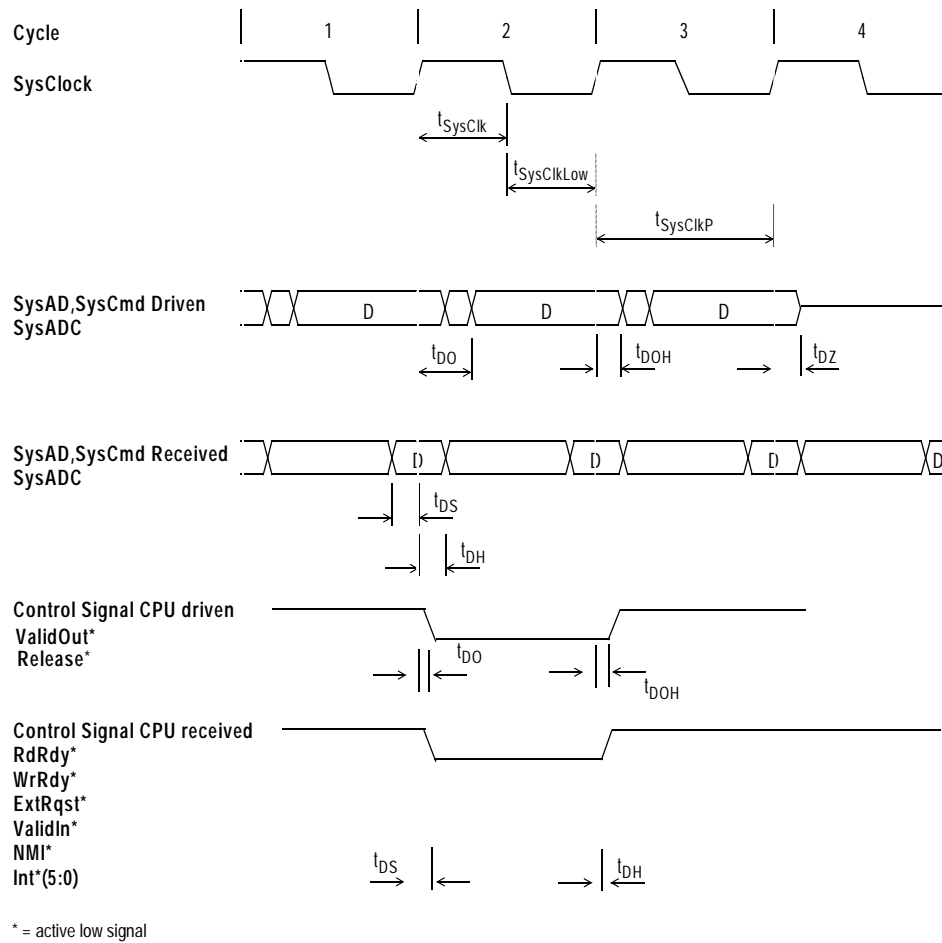 Cycle 1 2 3 4
SysClock
tSysClk
tSysClkLow
tSysClkP
SysAD,SysCmd Driven
SysADC
D D D
tDO tDOH tDZ
SysAD,SysCmd Received
SysADC
D D D D
tDS
tDH
Control Signal CPU driven
ValidOut*
Release*
tDO
tDOH
Control Signal CPU received
RdRdy*
WrRdy*
ExtRqst*
ValidIn*
NMI*
Int*(5:0)
tDS tDH
* = active low signal